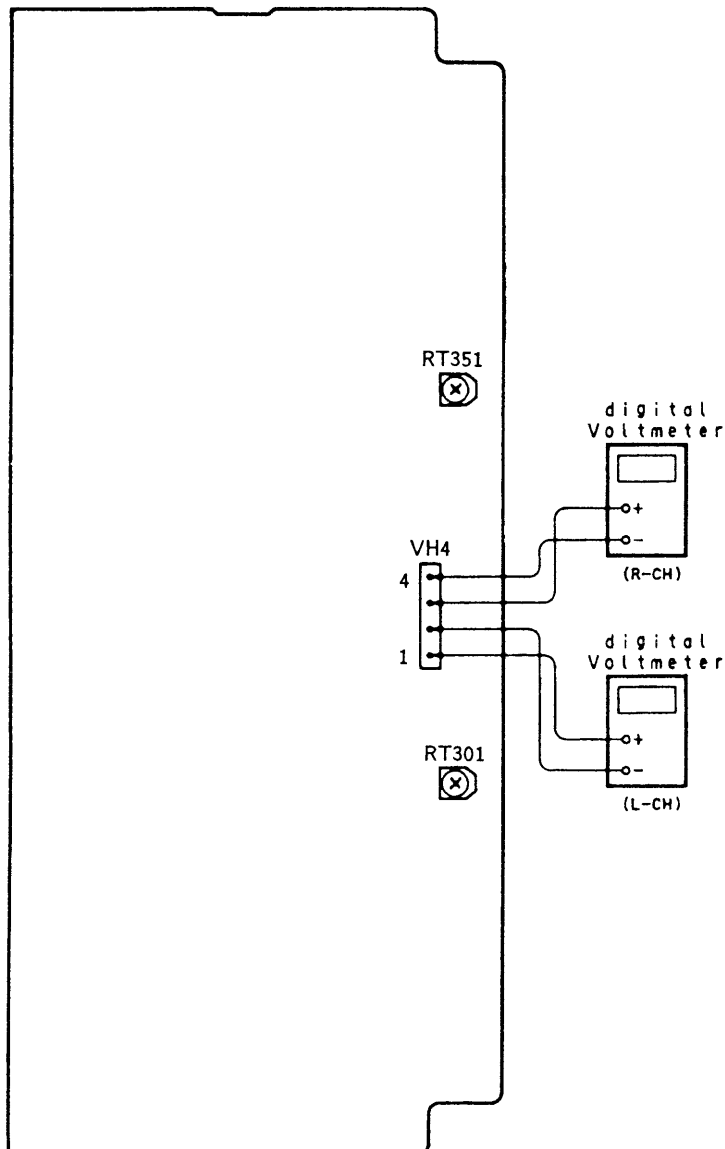 RT351
digital
Voltmeter
+
-
(R-CH)
VH4
4
1
digital
Voltmeter
+
-
(L-CH)
RT301